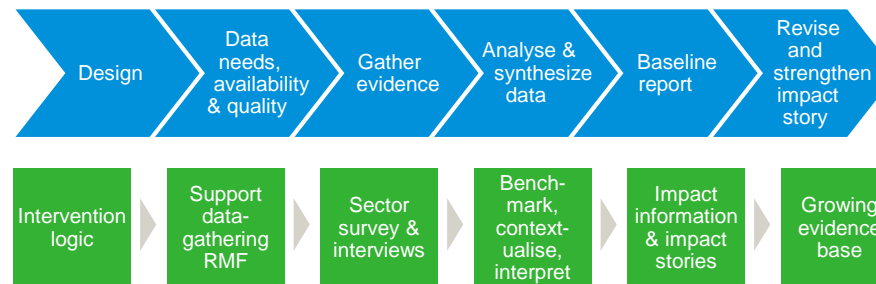 Design
Data
needs,
availability
& quality
Gather
evidence
Analyse &
synthesize
data
Baseline
report
Revise
and
strengthen
impact
story
Intervention
logic
Support
data-
gathering
RMF
Sector
survey &
interviews
Bench-
mark,
context-
ualise,
interpret
Impact
information
& impact
stories
Growing
evidence
base